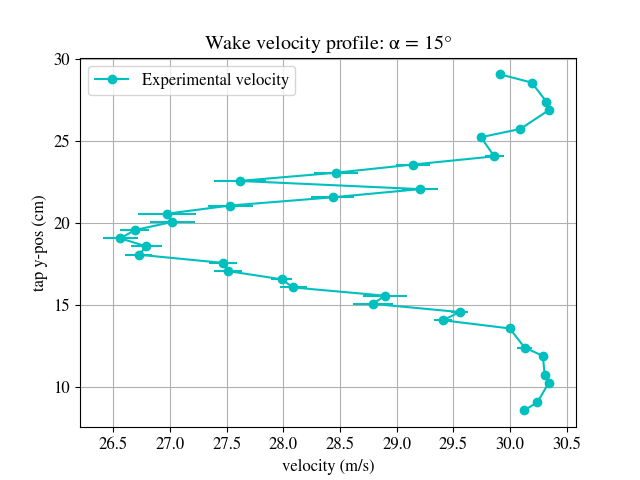 Wake velocity profile: α = 15°
Experimental velocity
30
25
20
15
10
tap y-pos (cm)
26.5 27.0 27.5 28.0 28.5 29.0 29.5 30.0 30.5
velocity (m/s)